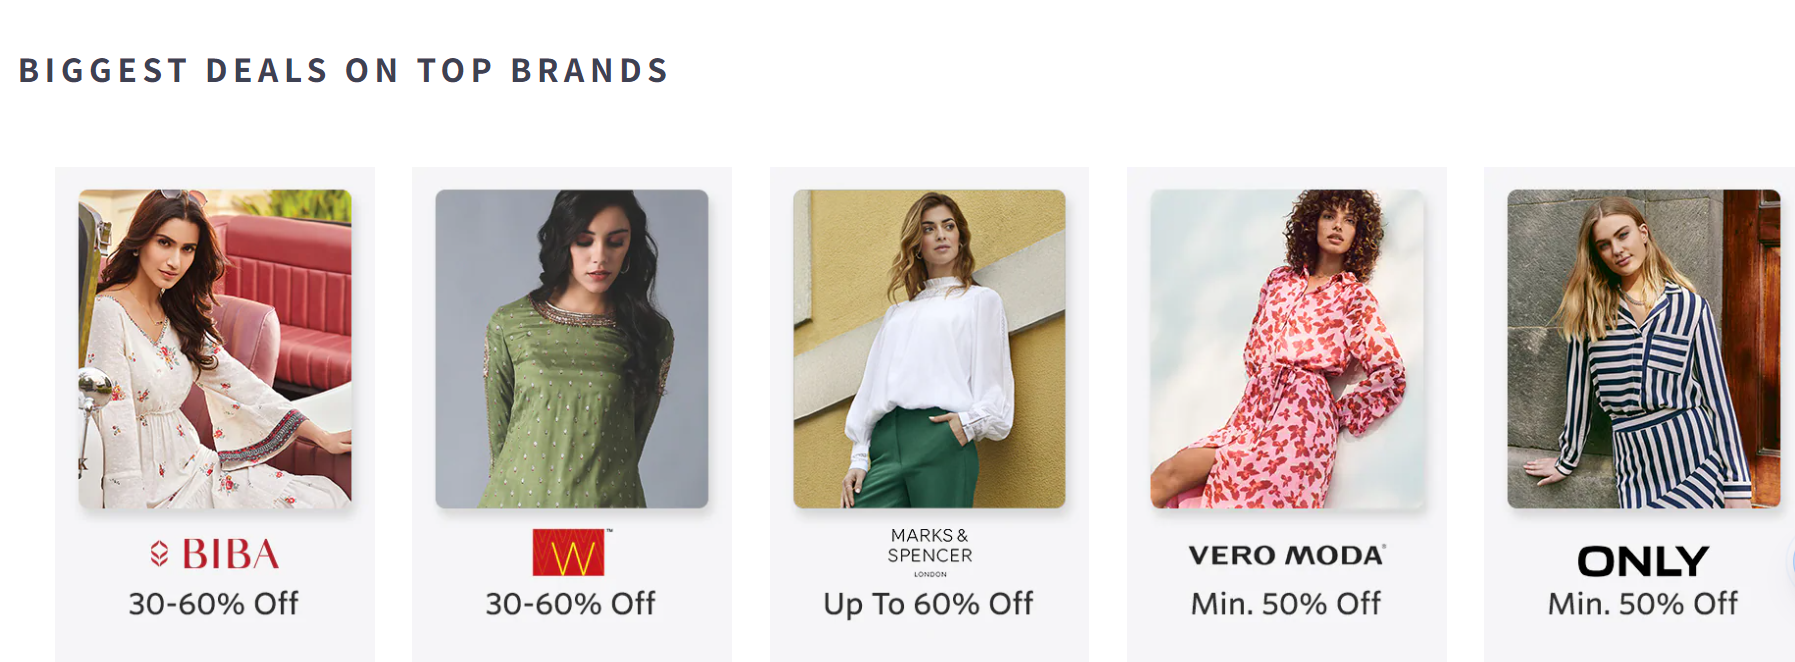 BIGGEST DEALS ON TOP BRANDS
BIBA
30-60% Off
W™
30-60% Off
MARKS &
SPENCER
LONDON
Up To 60% Off
VERO MODA®
Min. 50% Off
ONLY
Min. 50% Off